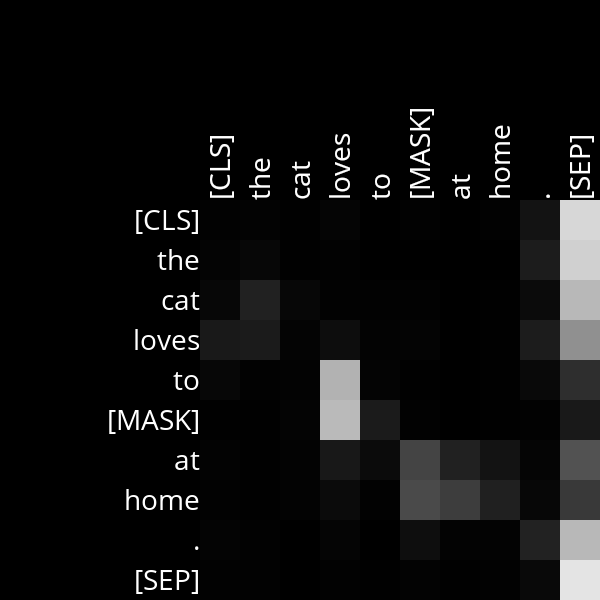 [CLS]
the
cat
loves
to
[MASK]
at
home
.
[SEP]
[CLS]
the
cat
loves
to
[MASK]
at
home
.
[SEP]